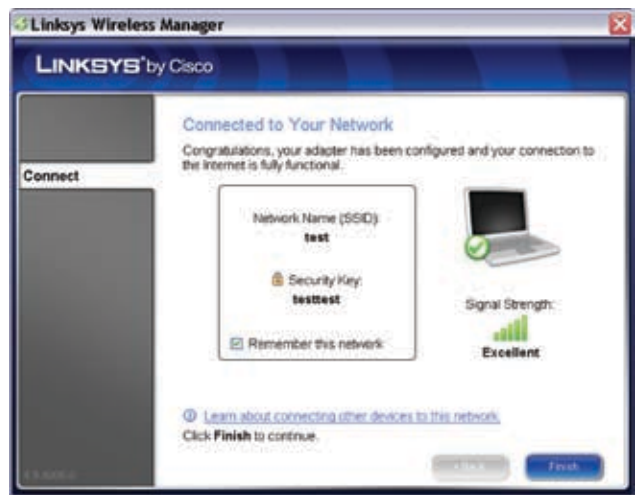 Linksys Wireless Manager
LINKSYS® by Cisco
Connected to Your Network
Congratulations, your adapter has been configured and your connection to
the Internet is fully functional.
Connect
Network Name (SSID):
test
Security Key:
testtest
Remember this network
Signal Strength:
Excellent
Learn about connecting other devices to this network.
Click Finish to continue.
Finish